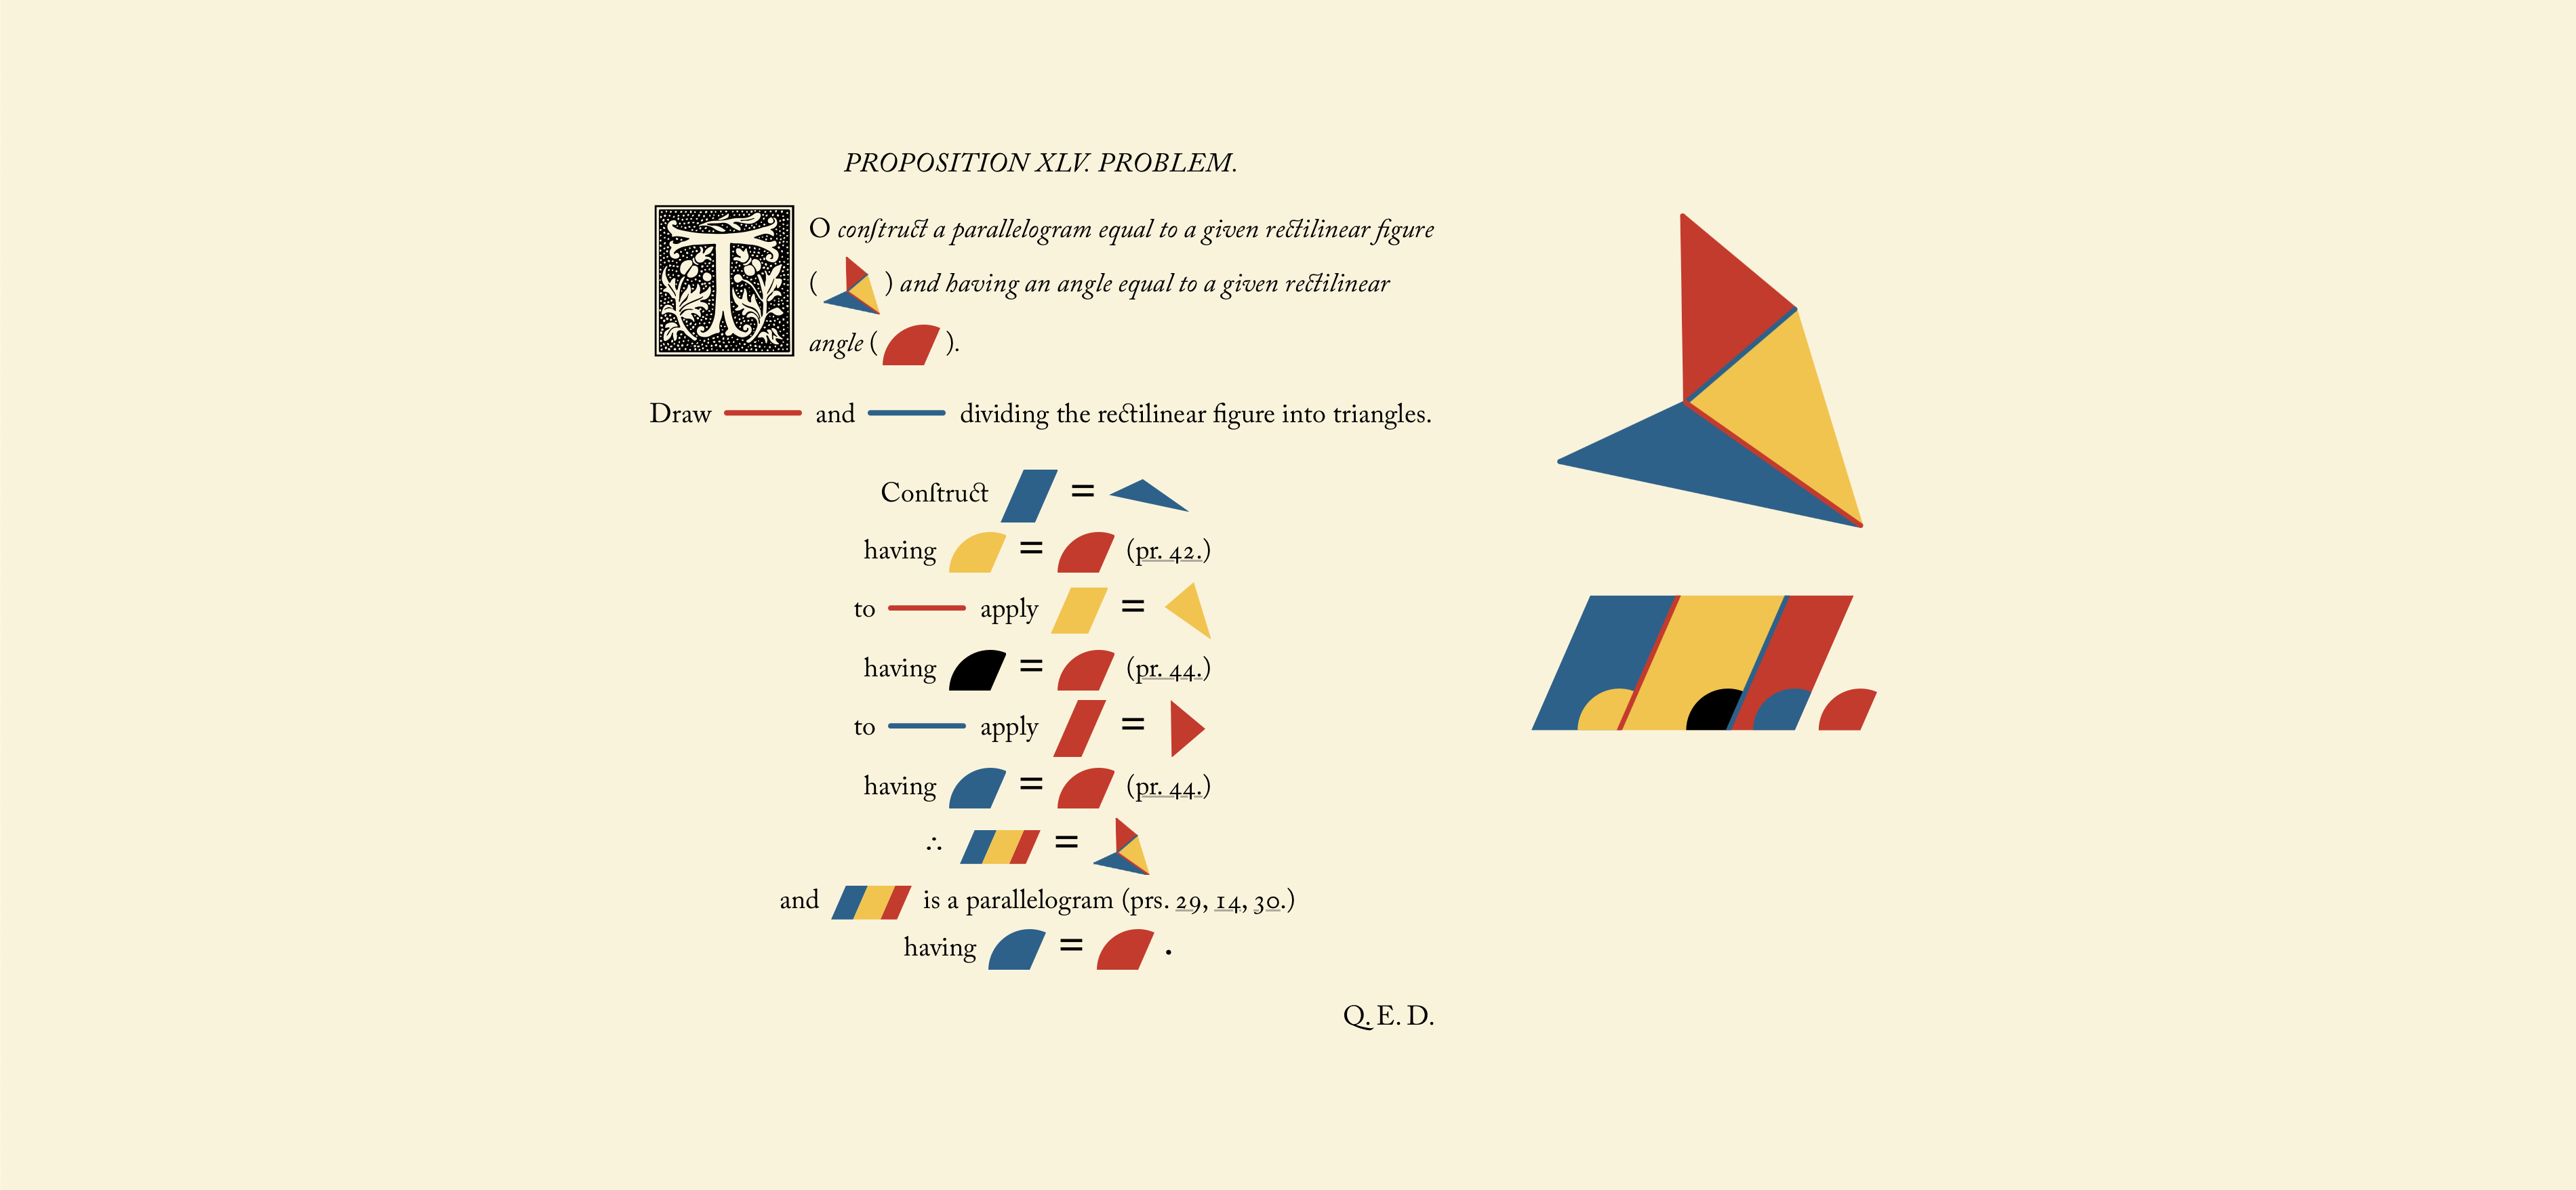 PROPOSITION XLV. PROBLEM.
TO conſtruct a parallelogram equal to a given rectilinear figure
( ) and having an angle equal to a given rectilinear
angle ( ).
Draw and dividing the rectilinear figure into triangles.
Conſtruct =
having = (pr. 42.)
to apply =
having = (pr. 44.)
to apply =
having = (pr. 44.)
∴ =
and is a parallelogram (prs. 29, 14, 30.)
having = .
Q. E. D.